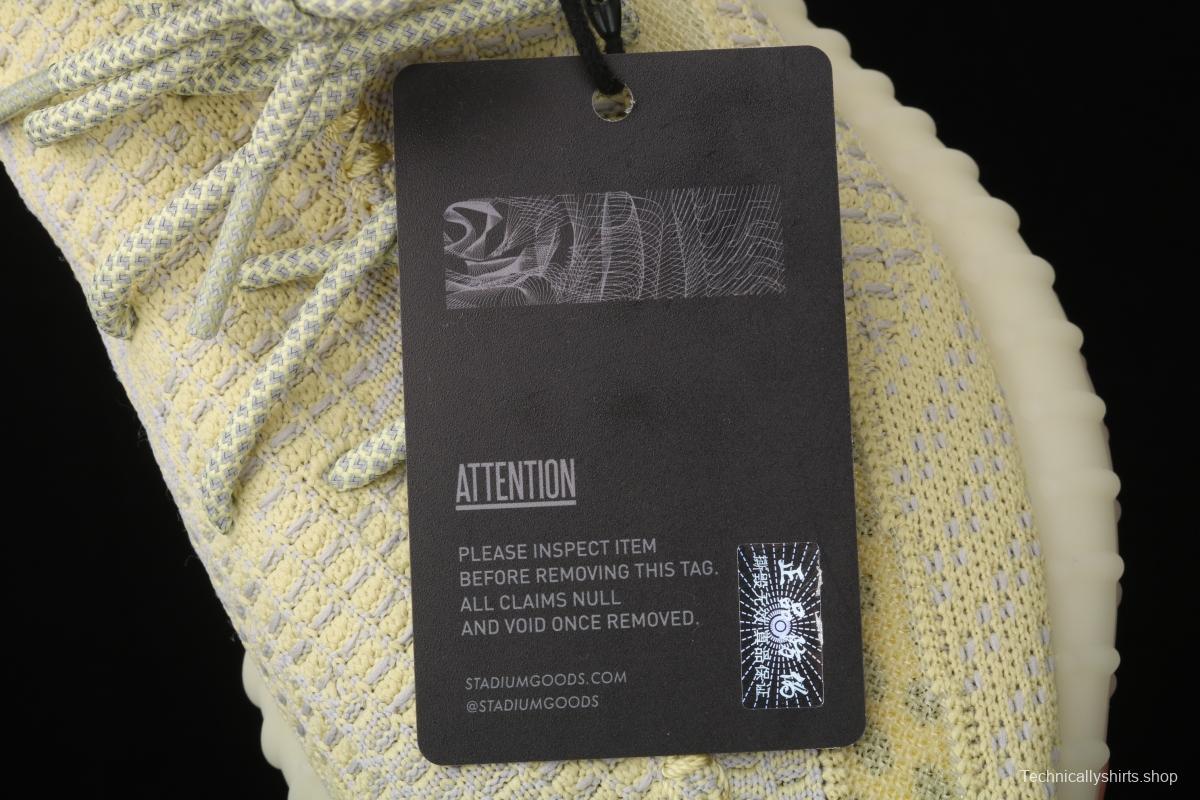 ATTENTION
PLEASE INSPECT ITEM
BEFORE REMOVING THIS TAG.
ALL CLAIMS NULL
AND VOID ONCE REMOVED.
STADIUMGOODS.COM
@STADIUMGOODS
Technicallyshirts.shop